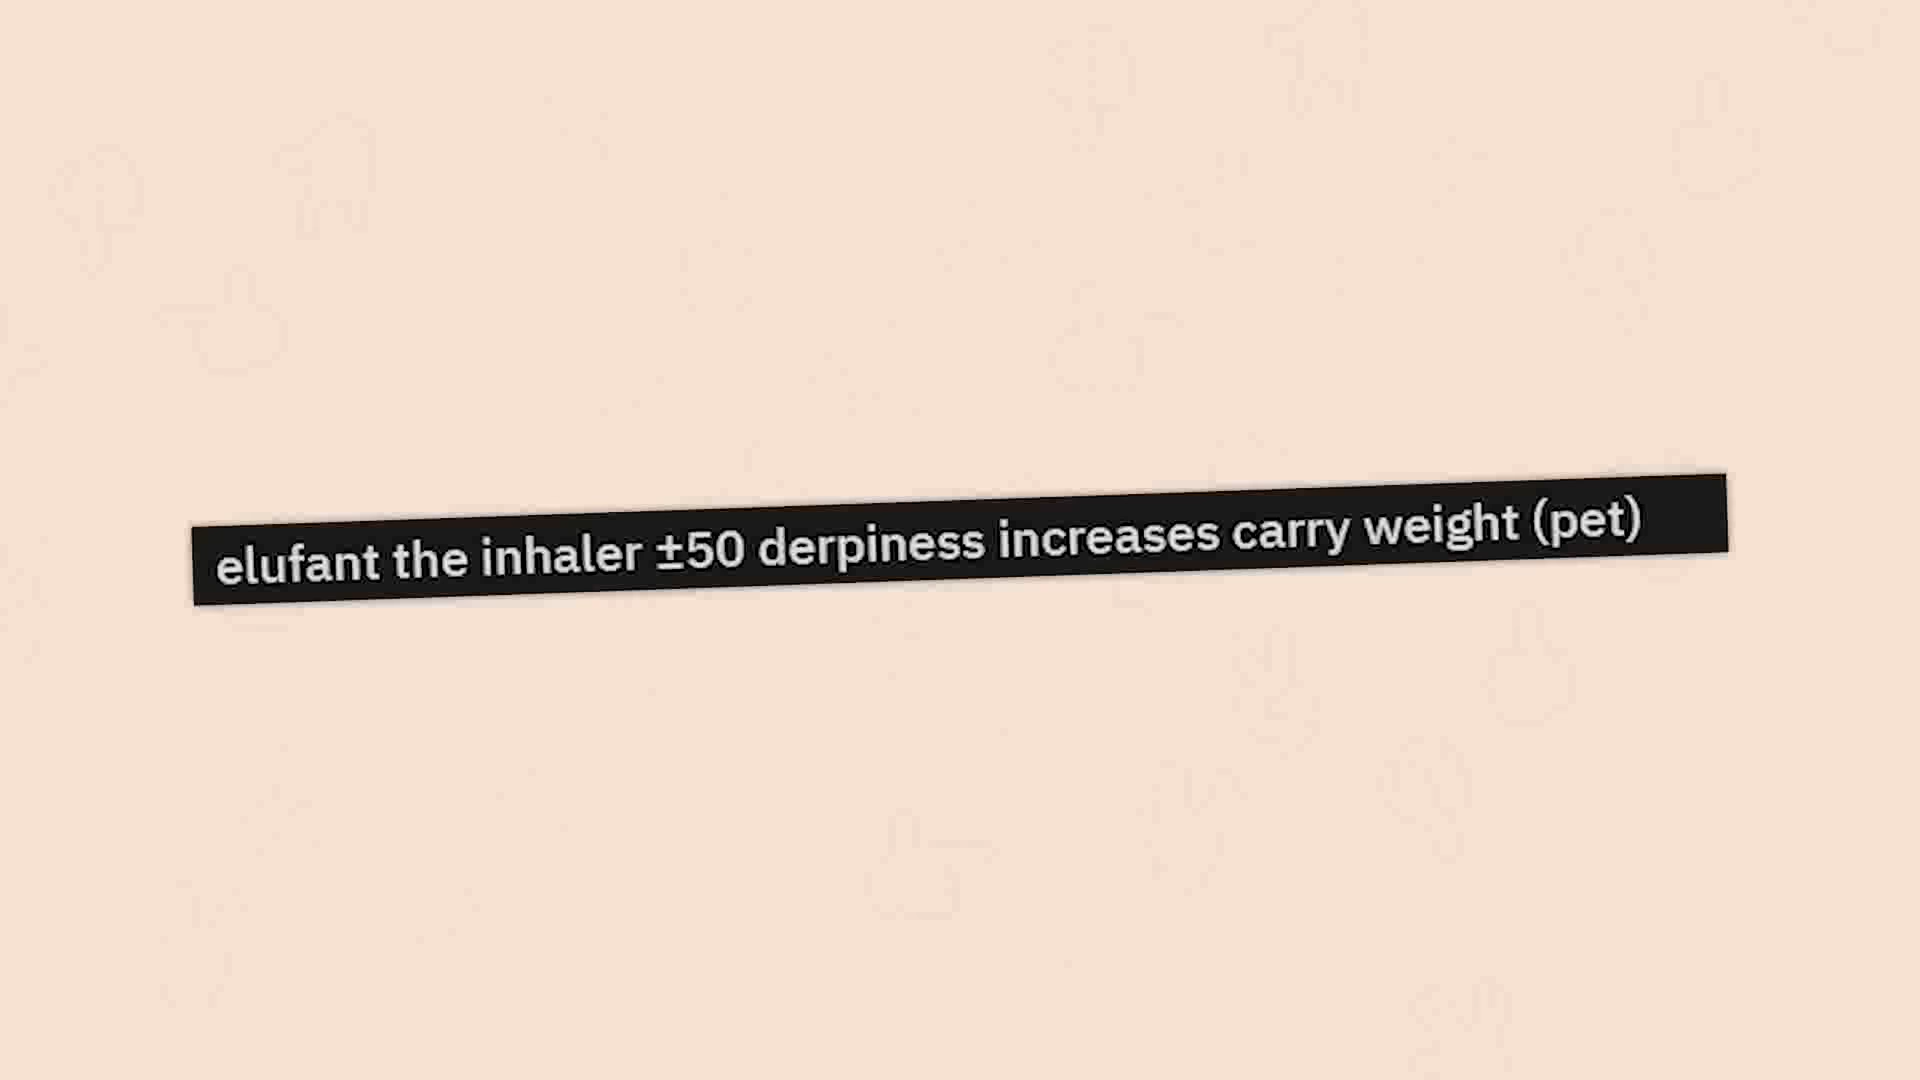 elufant the inhaler ±50 derpiness increases carry weight (pet)